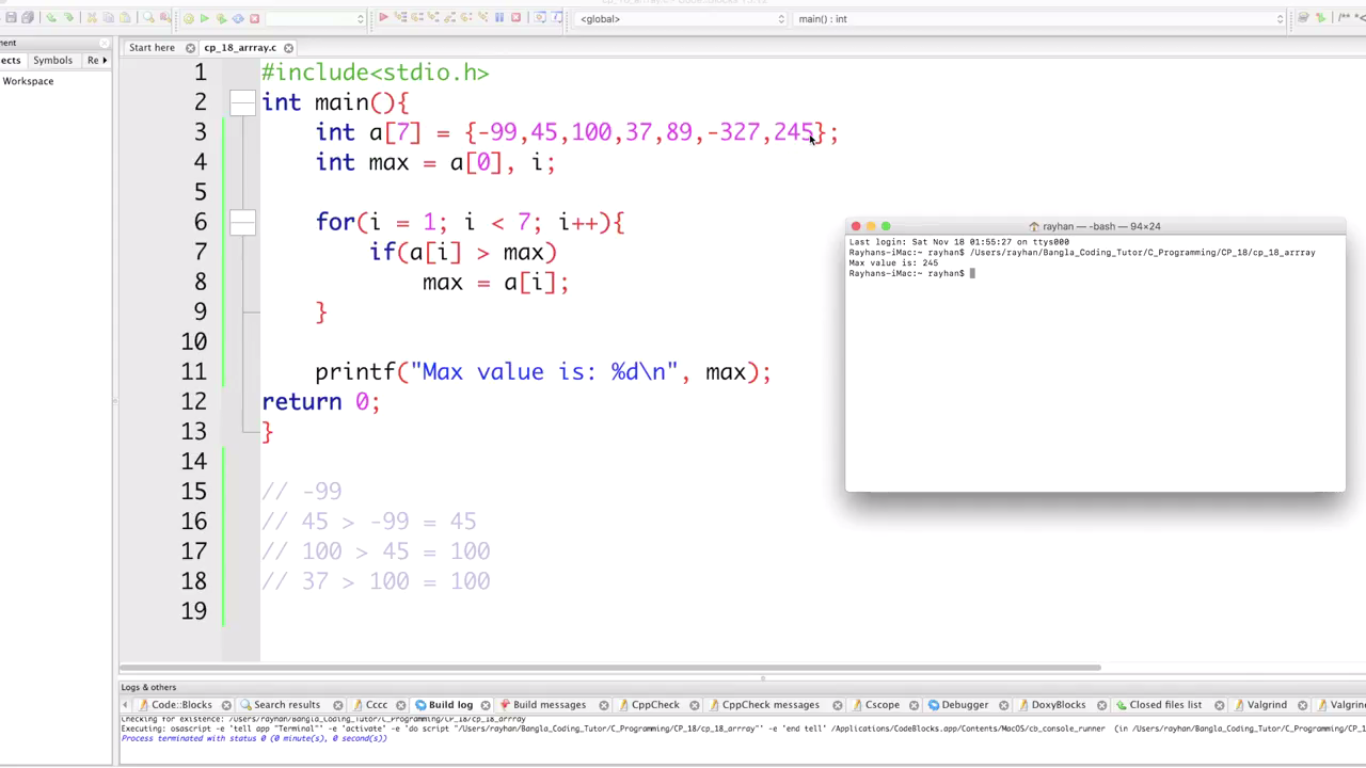 <global>
main() : int
ment
Start here
cp_18_arrray.c
ects Symbols Re
Workspace
1 #include<stdio.h>
2 int main(){
3 int a[7] = {-99,45,100,37,89,-327,245};
4 int max = a[0], i;
5
6 for(i = 1; i < 7; i++){
7 if(a[i] > max)
8 max = a[i];
9 }
10
11 printf("Max value is: %d\n", max);
12 return 0;
13 }
14
15 // -99
16 // 45 > -99 = 45
17 // 100 > 45 = 100
18 // 37 > 100 = 100
19
rayhan — -bash — 94×24
Last login: Sat Nov 18 01:55:27 on ttys000
Rayhans-iMac:~ rayhan$ /Users/rayhan/Bangla_Coding_Tutor/C_Programming/CP_18/cp_18_arrray
Max value is: 245
Rayhans-iMac:~ rayhan$
Logs & others
Code::Blocks Search results Cccc Build log Build messages CppCheck CppCheck messages Cscope Debugger DoxyBlocks Closed files list Valgrind Valgrin
Checking for existence: /Users/rayhan/Bangla_Coding_Tutor/C_Programming/CP_18/cp_18_arrray
Executing: osascript -e 'tell app "Terminal"' -e 'activate' -e 'do script "/Users/rayhan/Bangla_Coding_Tutor/C_Programming/CP_18/cp_18_arrray"' -e 'end tell' /Applications/CodeBlocks.app/Contents/MacOS/cb_console_runner (in /Users/rayhan/Bangla_Coding_Tutor/C_Programming/CP_1
Process terminated with status 0 (0 minute(s), 0 second(s))